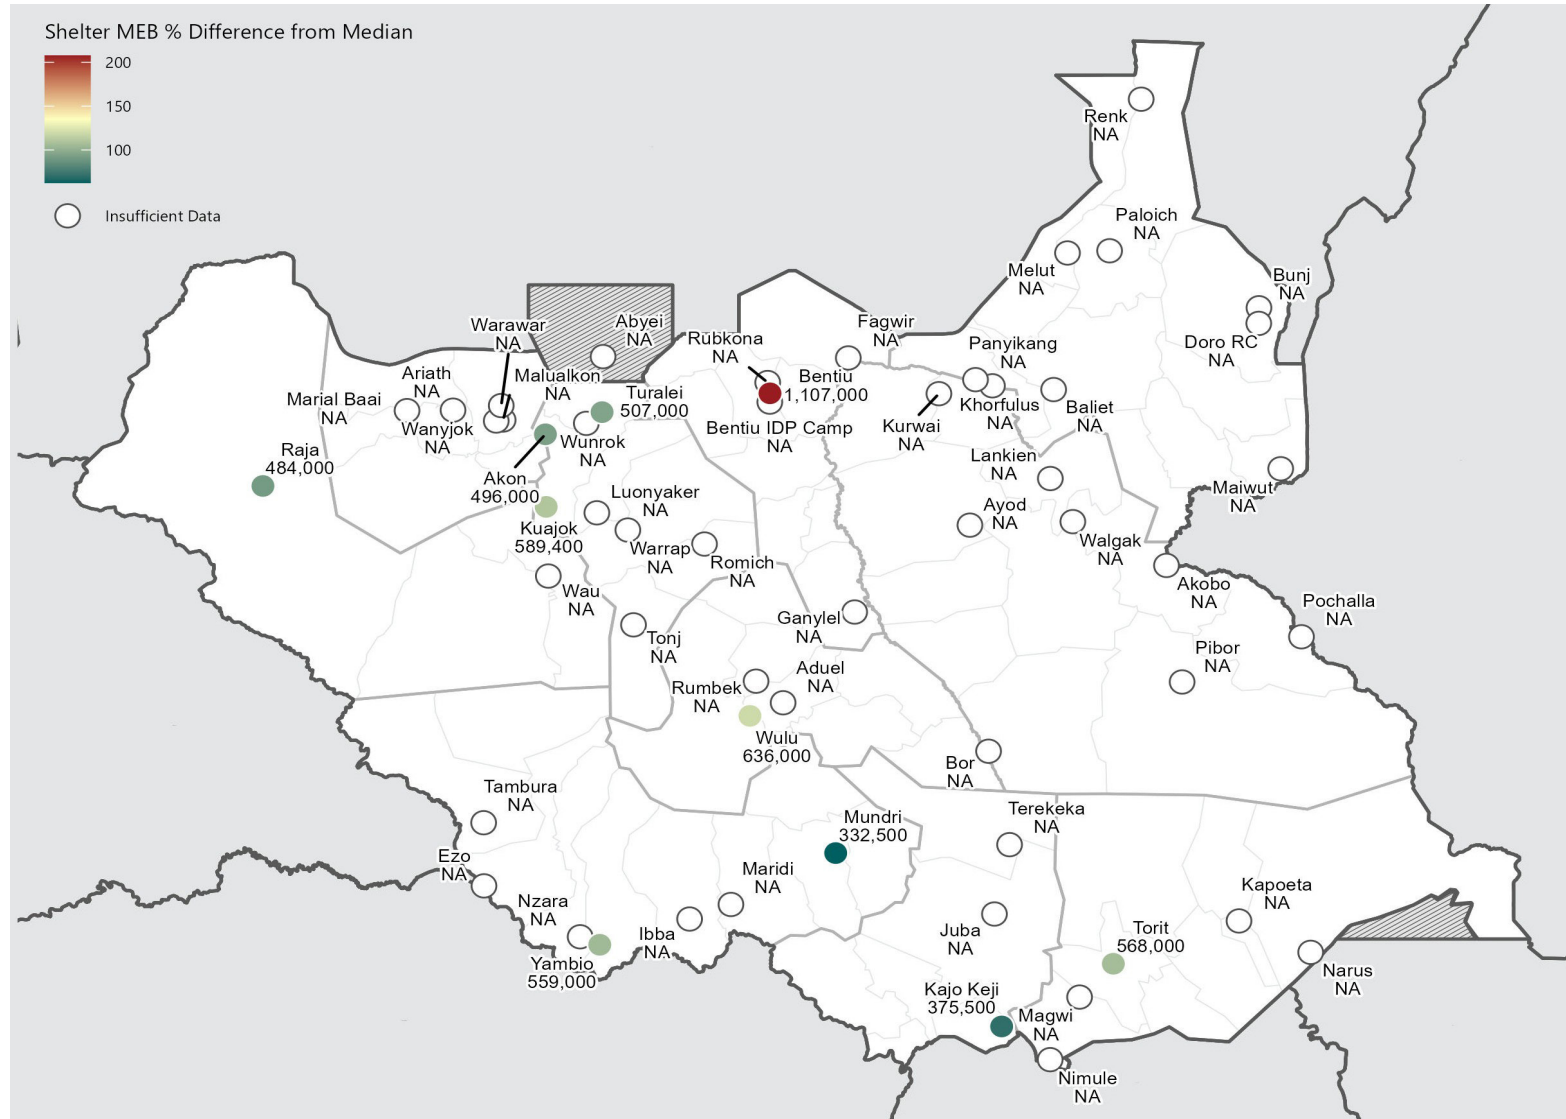 Shelter MEB % Difference from Median
200
150
100
Insufficient Data
Renk
NA
Paloich
NA
Melut
NA
Bunj
NA
Doro RC
NA
Warawar
NA
Abyei
NA
Rubkona
NA
Fagwir
NA
Panyikang
NA
Ariath
NA
Malualkon
NA
Turalei
507,000
Bentiu
1,107,000
Marial Baai
NA
Wanyjok
NA
Khorfulus
NA
Baliet
NA
Bentiu IDP Camp
NA
Kurwai
NA
Wunrok
NA
Raja
484,000
Akon
496,000
Lankien
NA
Maiwut
NA
Luonyaker
NA
Ayod
NA
Kuajok
589,400
Warrap
NA
Romich
NA
Walgak
NA
Wau
NA
Akobo
NA
Pochalla
NA
Ganylel
NA
Tonj
NA
Pibor
NA
Aduel
NA
Rumbek
NA
Wulu
636,000
Bor
NA
Tambura
NA
Mundri
332,500
Terekeka
NA
Ezo
NA
Maridi
NA
Kapoeta
NA
Nzara
NA
Ibba
NA
Juba
NA
Torit
568,000
Yambio
559,000
Narus
NA
Kajo Keji
375,500
Magwi
NA
Nimule
NA